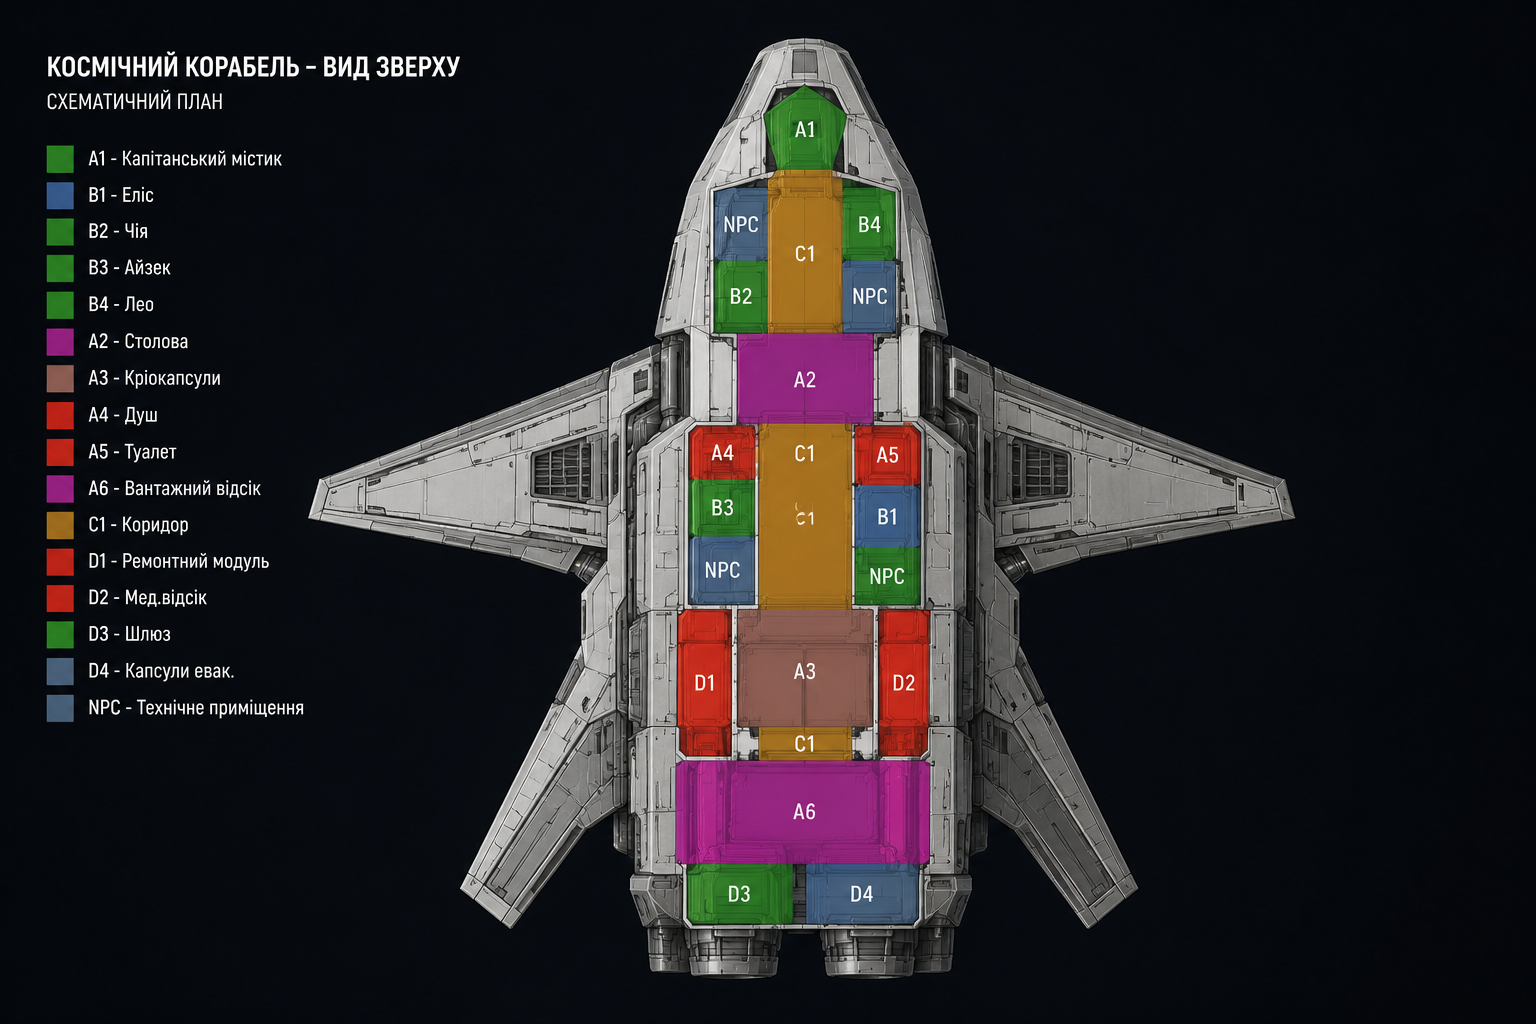 КОСМІЧНИЙ КОРАБЕЛЬ – ВИД ЗВЕРХУ
СХЕМАТИЧНИЙ ПЛАН
A1 - Капітанський містик
B1 - Еліс
B2 - Чія
B3 - Айзек
B4 - Лео
A2 - Столова
A3 - Кріокапсули
A4 - Душ
A5 - Туалет
A6 - Вантажний відсік
C1 - Коридор
D1 - Ремонтний модуль
D2 - Мед.відсік
D3 - Шлюз
D4 - Капсули евак.
NPC - Технічне приміщення
A1
NPC
B4
C1
B2
NPC
A2
A4
C1
A5
B3
C1
B1
NPC
NPC
A3
D1
D2
C1
A6
D3
D4